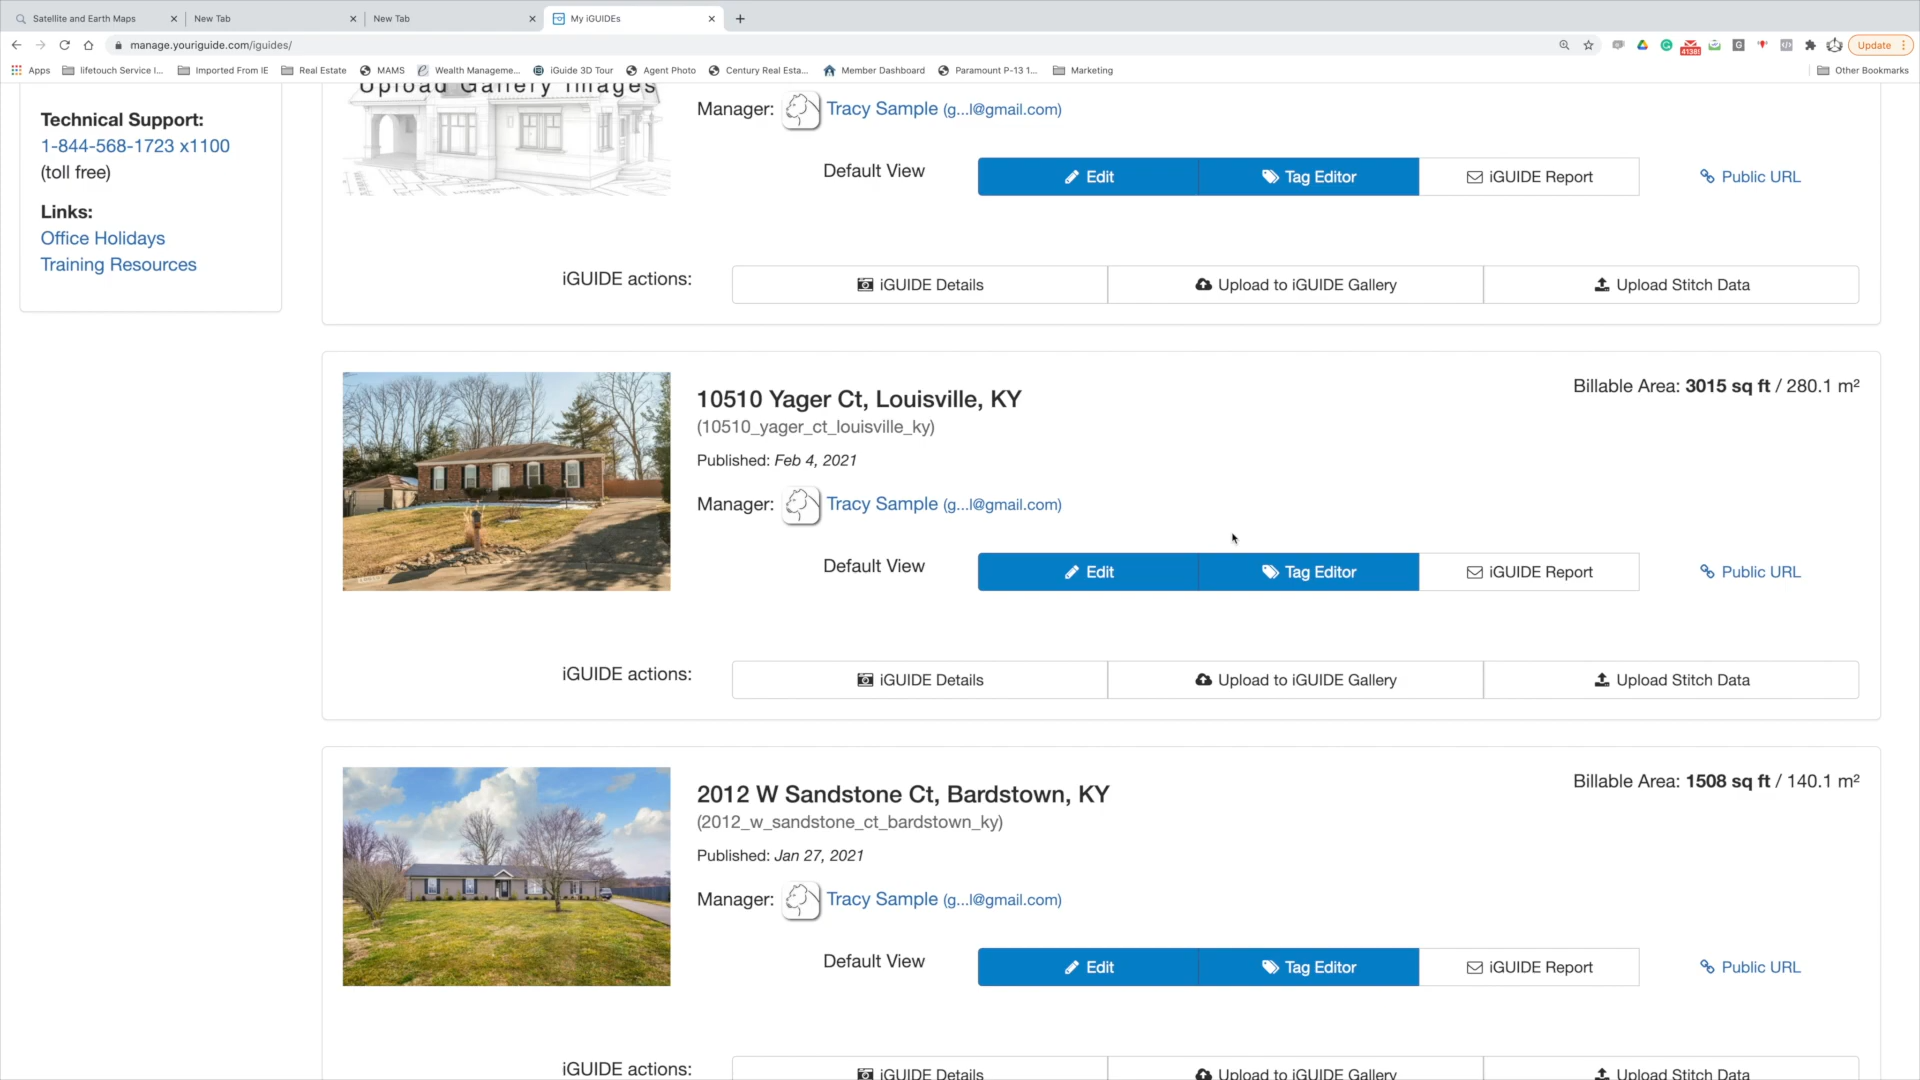 Satellite and Earth Maps
New Tab
New Tab
My iGUIDEs
manage.youriguide.com/iguides/
Update
Apps
lifetouch Service I...
Imported From IE
Real Estate
MAMS
Wealth Manageme...
iGuide 3D Tour
Agent Photo
Century Real Esta...
Member Dashboard
Paramount P-13 1...
Marketing
Other Bookmarks
Technical Support:
1-844-568-1723 x1100
(toll free)
Links:
Office Holidays
Training Resources
Upload Gallery Images
Manager: Tracy Sample (g...l@gmail.com)
Default View Edit Tag Editor iGUIDE Report Public URL
iGUIDE actions: iGUIDE Details Upload to iGUIDE Gallery Upload Stitch Data
10510 Yager Ct, Louisville, KY
Billable Area: 3015 sq ft / 280.1 m²
(10510_yager_ct_louisville_ky)
Published: Feb 4, 2021
Manager: Tracy Sample (g...l@gmail.com)
Default View Edit Tag Editor iGUIDE Report Public URL
iGUIDE actions: iGUIDE Details Upload to iGUIDE Gallery Upload Stitch Data
2012 W Sandstone Ct, Bardstown, KY
Billable Area: 1508 sq ft / 140.1 m²
(2012_w_sandstone_ct_bardstown_ky)
Published: Jan 27, 2021
Manager: Tracy Sample (g...l@gmail.com)
Default View Edit Tag Editor iGUIDE Report Public URL
iGUIDE actions: iGUIDE Details Upload to iGUIDE Gallery Upload Stitch Data